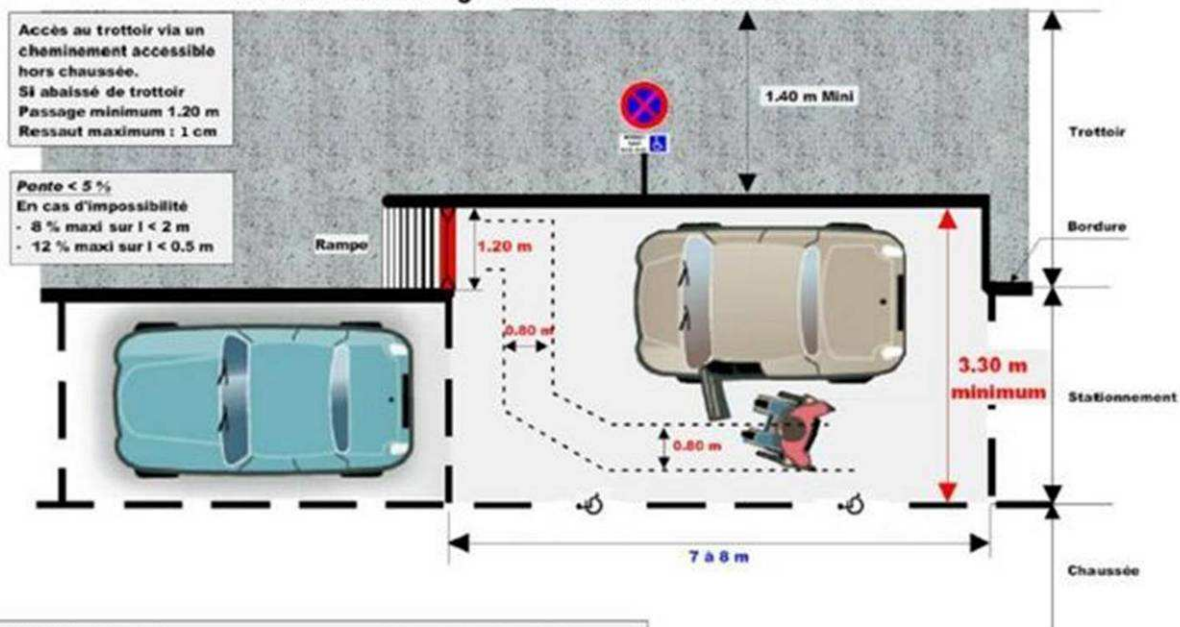 Accès au trottoir via un
cheminement accessible
hors chaussée.
Si abaissé de trottoir
Passage minimum 1.20 m
Ressaut maximum : 1 cm
Pente < 5 %
En cas d'impossibilité
- 8 % maxi sur l < 2 m
- 12 % maxi sur l < 0.5 m
1.40 m Mini
Trottoir
Bordure
Rampe
1.20 m
0.80 m
3.30 m
minimum
Stationnement
0.80 m
7 à 8 m
Chaussée